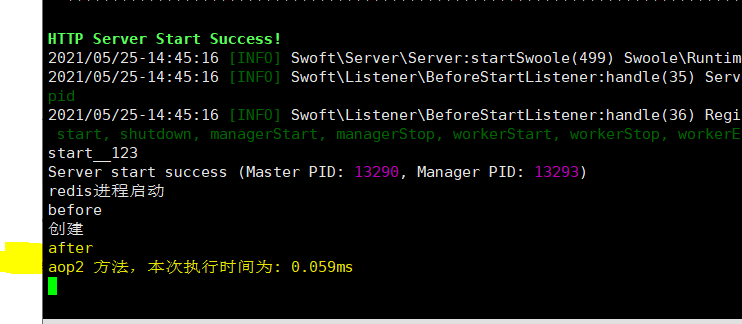 HTTP Server Start Success!
2021/05/25-14:45:16 [INFO] Swoft\Server\Server:startSwoole(499) Swoole\Runtim
2021/05/25-14:45:16 [INFO] Swoft\Listener\BeforeStartListener:handle(35) Serv
pid
2021/05/25-14:45:16 [INFO] Swoft\Listener\BeforeStartListener:handle(36) Regi
start, shutdown, managerStart, managerStop, workerStart, workerStop, workerE
start__123
Server start success (Master PID: 13290, Manager PID: 13293)
redis进程启动
before
创建
after
aop2 方法，本次执行时间为: 0.059ms